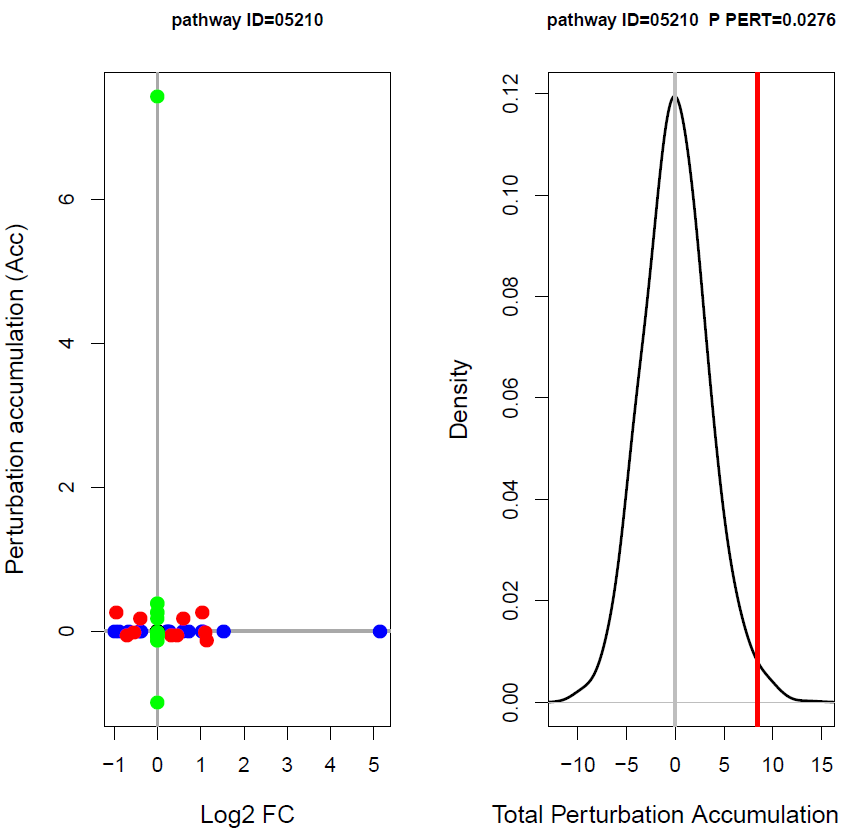 pathway ID=05210
Perturbation accumulation (Acc)
6
4
2
0
−1 0 1 2 3 4 5
Log2 FC
pathway ID=05210 P PERT=0.0276
Density
0.12
0.10
0.08
0.06
0.04
0.02
0.00
−10 −5 0 5 10 15
Total Perturbation Accumulation